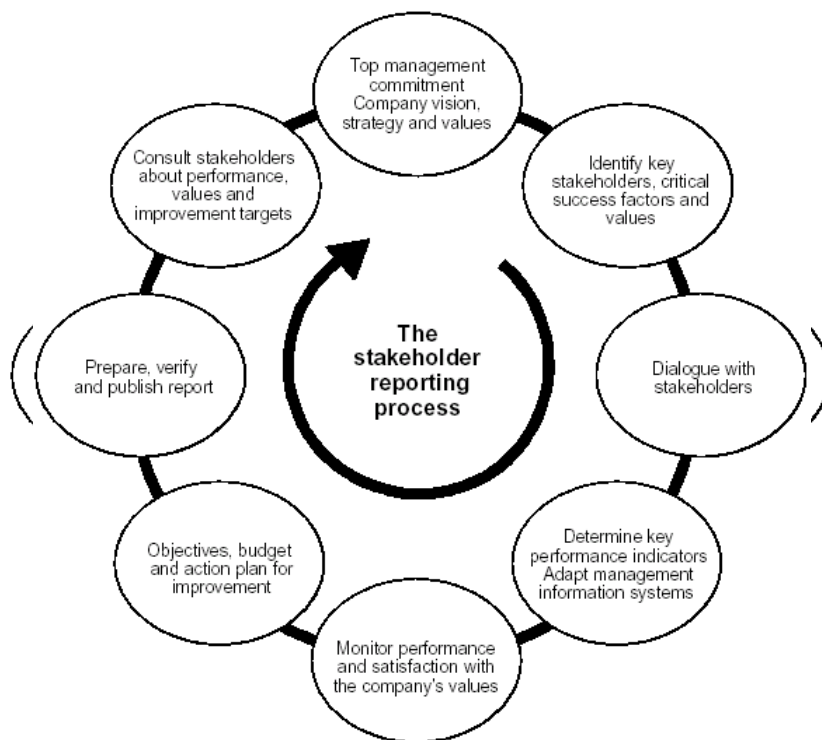 Top management
commitment
Company vision,
strategy and values
Identify key
stakeholders, critical
success factors and
values
Dialogue with
stakeholders
Determine key
performance indicators
Adapt management
information systems
Monitor performance
and satisfaction with
the company's values
Objectives, budget
and action plan for
improvement
Prepare, verify
and publish report
Consult stakeholders
about performance,
values and
improvement targets
The
stakeholder
reporting
process